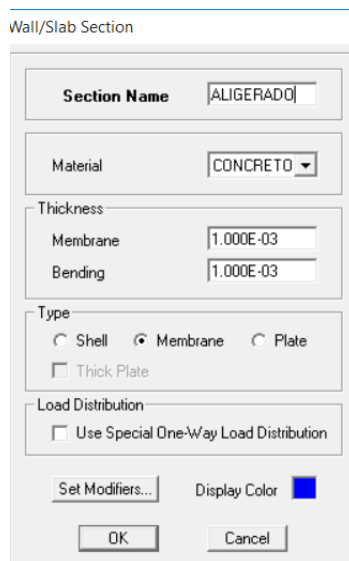 Wall/Slab Section
Section Name ALIGERADO
Material CONCRETO
Thickness
Membrane 1.000E-03
Bending 1.000E-03
Type
Shell Membrane Plate
Thick Plate
Load Distribution
Use Special One-Way Load Distribution
Set Modifiers... Display Color
OK Cancel